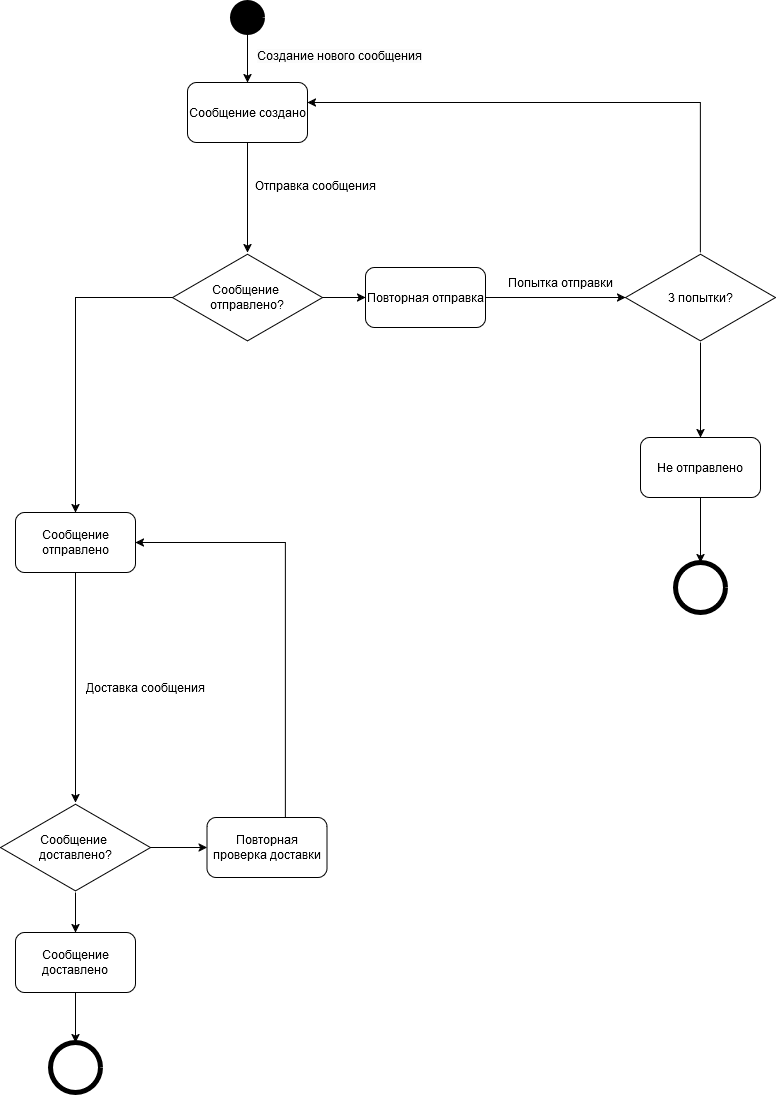 Создание нового сообщения
Сообщение создано
Отправка сообщения
Сообщение
отправлено?
Повторная отправка
Попытка отправки
3 попытки?
Не отправлено
Сообщение
отправлено
Доставка сообщения
Сообщение
доставлено?
Повторная
проверка доставки
Сообщение
доставлено